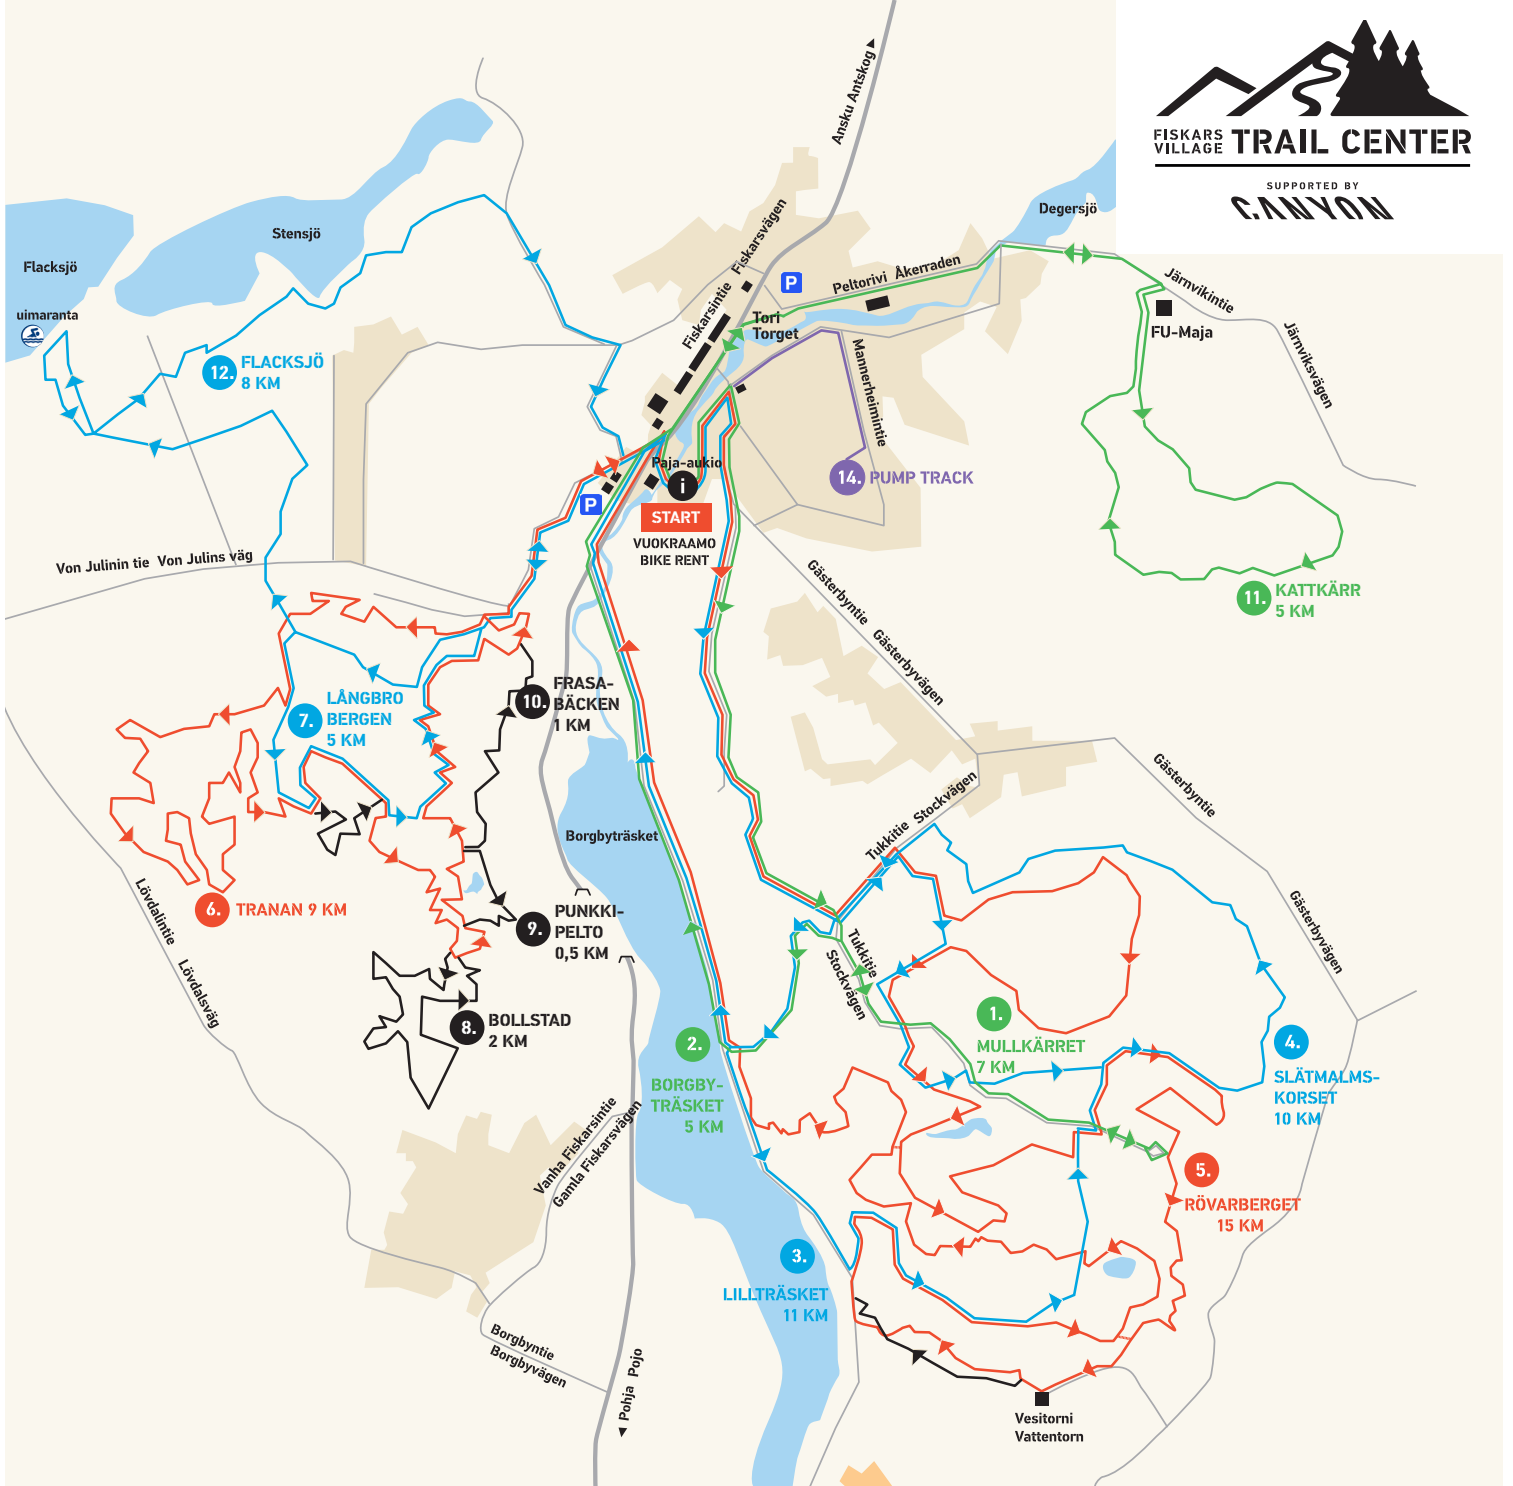 FISKARS
VILLAGE
TRAIL CENTER
SUPPORTED BY
CANYON
Ansku Antskog
Degersjö
Stensjö
Flacksjö
uimaranta
Fiskarsintie Fiskarsvägen
P
Peltorivi Åkerraden
Järnvikintie
Järnviksvägen
FU-Maja
Tori
Torget
Mannerheimintie
12. FLACKSJÖ
8 KM
Paja-aukio
i
START
VUOKRAAMO
BIKE RENT
P
14. PUMP TRACK
Von Julinin tie Von Julins väg
Gästerbyntie Gästerbyvägen
11. KATTKÄRR
5 KM
10. FRASA-
BÄCKEN
1 KM
7. LÅNGBRO
BERGEN
5 KM
Gästerbyntie
Gästerbyvägen
Tukkitie Stockvägen
Borgbyträsket
6. TRANAN 9 KM
Lövdalintie Lövdalsväg
9. PUNKKI-
PELTO
0,5 KM
Tukkitie
Stockvägen
8. BOLLSTAD
2 KM
1.
MULLKÄRRET
7 KM
2.
BORGBY-
TRÄSKET
5 KM
4.
SLÄTMALMS-
KORSET
10 KM
Vanha Fiskarsintie
Gamla Fiskarsvägen
5.
RÖVARBERGET
15 KM
3.
LILLTRÄSKET
11 KM
Borgbyntie
Borgbyvägen
Pohja Pojo
Vesitorni
Vattentorn